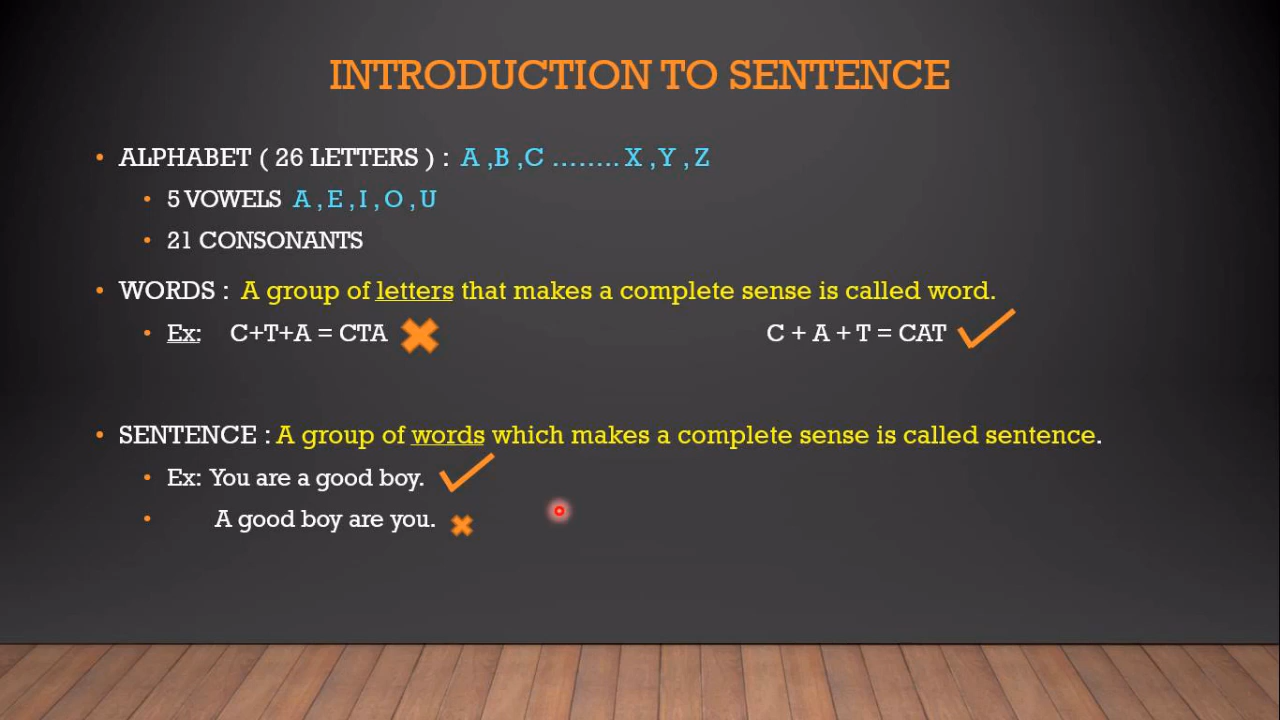 INTRODUCTION TO SENTENCE
• ALPHABET ( 26 LETTERS ) : A ,B ,C …….. X ,Y , Z
• 5 VOWELS A , E , I , O , U
• 21 CONSONANTS
• WORDS : A group of letters that makes a complete sense is called word.
• Ex: C+T+A = CTA ✖ C + A + T = CAT ✓
• SENTENCE : A group of words which makes a complete sense is called sentence.
• Ex: You are a good boy. ✓
• A good boy are you. ✖